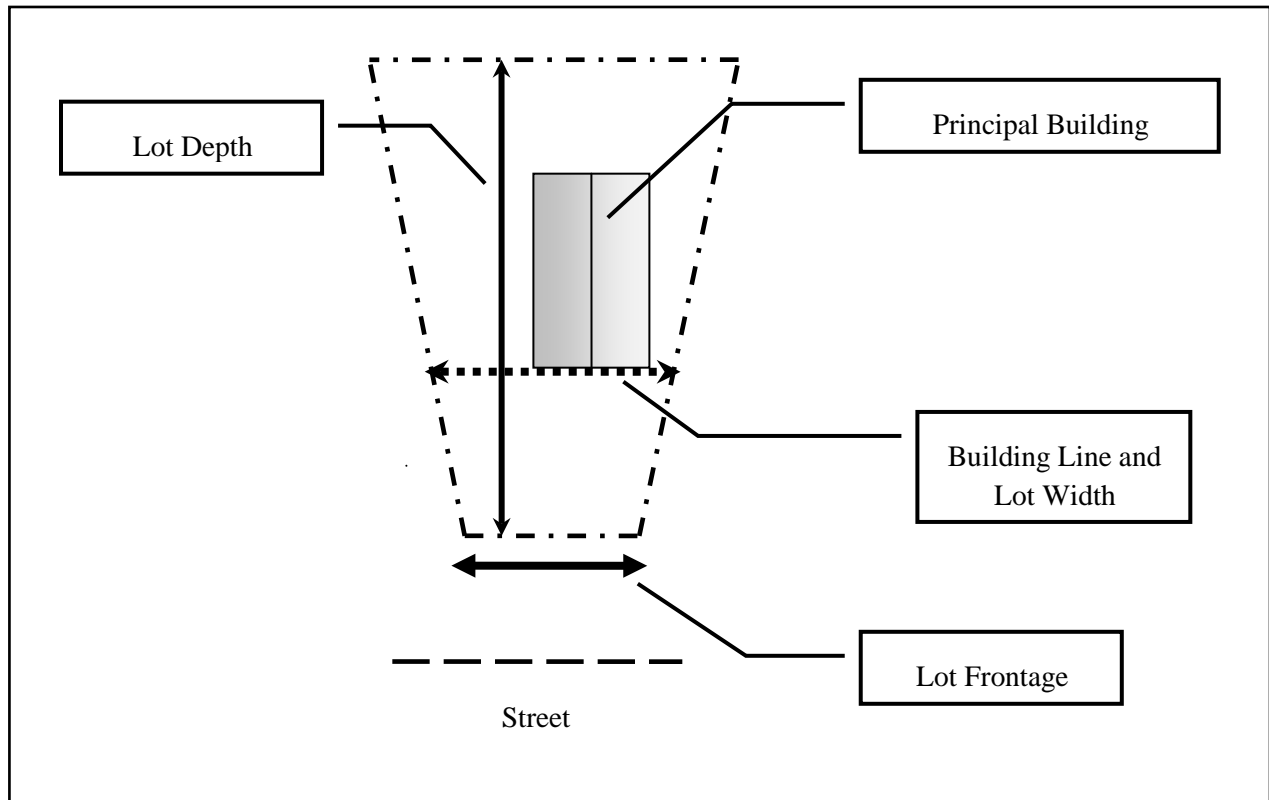 Lot Depth
Principal Building
Building Line and
Lot Width
Lot Frontage
Street